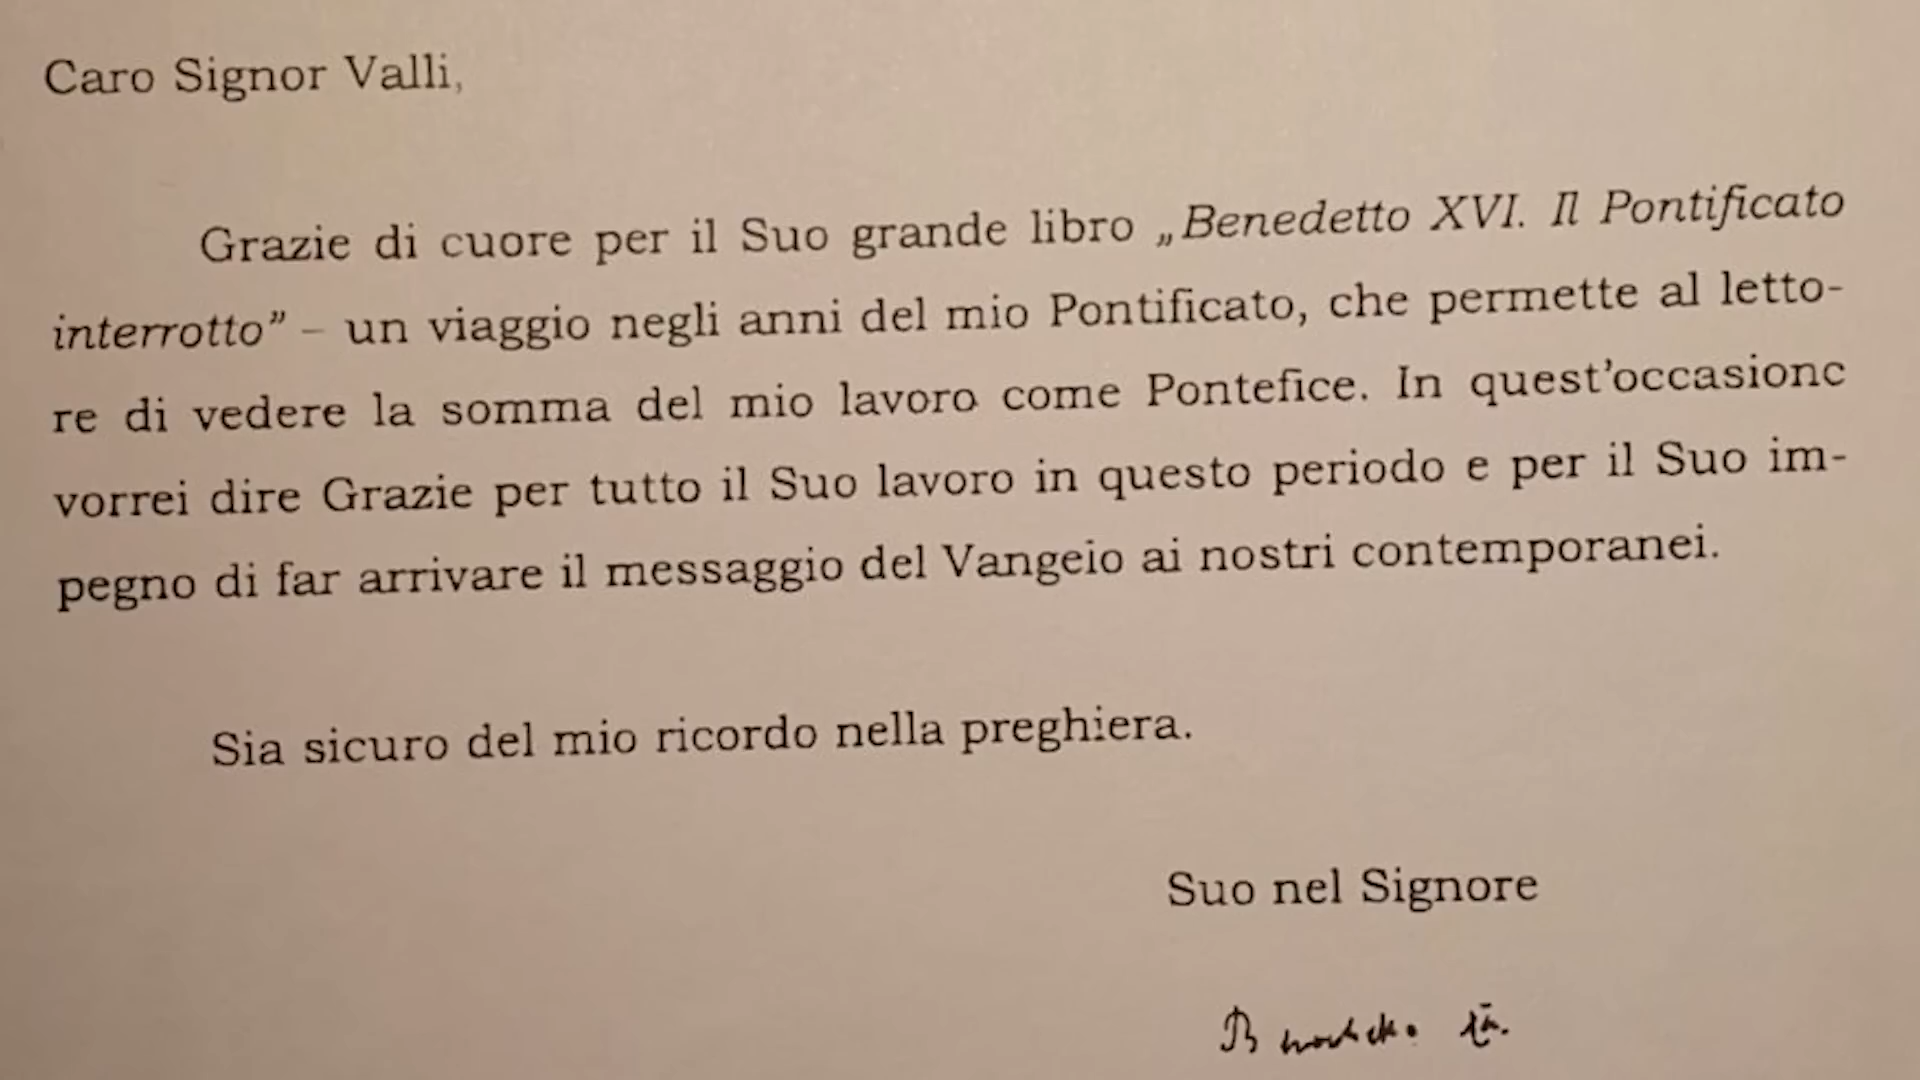 Caro Signor Valli,
Grazie di cuore per il Suo grande libro „Benedetto XVI. Il Pontificato
interrotto” – un viaggio negli anni del mio Pontificato, che permette al letto-
re di vedere la somma del mio lavoro come Pontefice. In quest’occasione
vorrei dire Grazie per tutto il Suo lavoro in questo periodo e per il Suo im-
pegno di far arrivare il messaggio del Vangelo ai nostri contemporanei.
Sia sicuro del mio ricordo nella preghiera.
Suo nel Signore